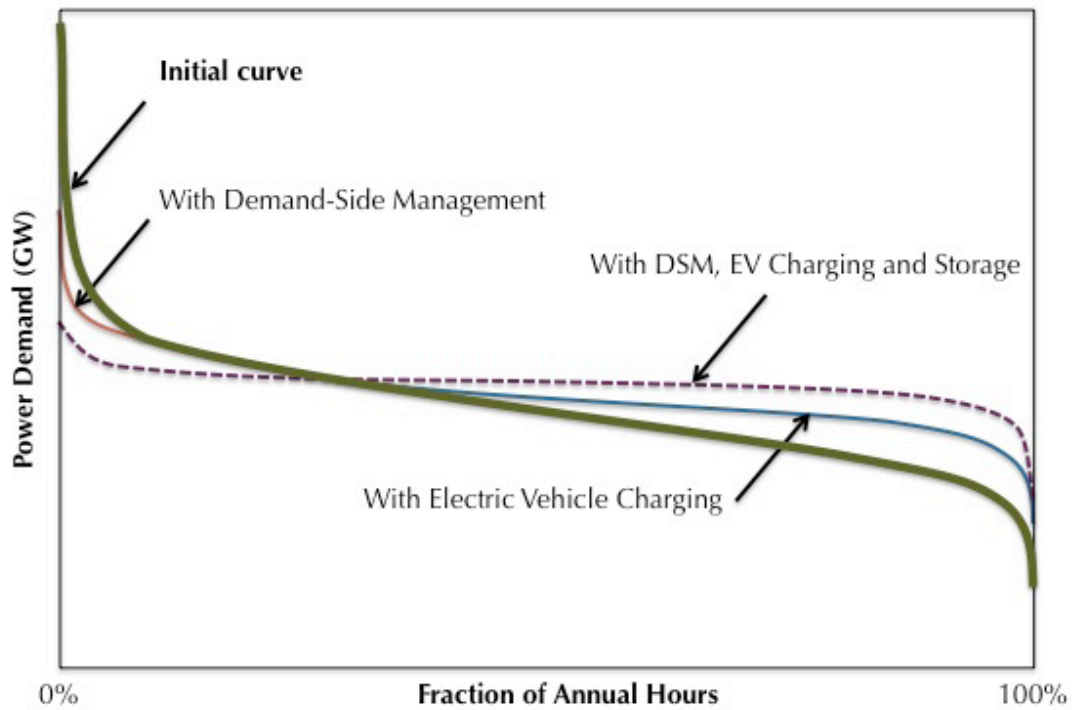 Initial curve
With Demand-Side Management
With DSM, EV Charging and Storage
Power Demand (GW)
With Electric Vehicle Charging
0%
Fraction of Annual Hours
100%